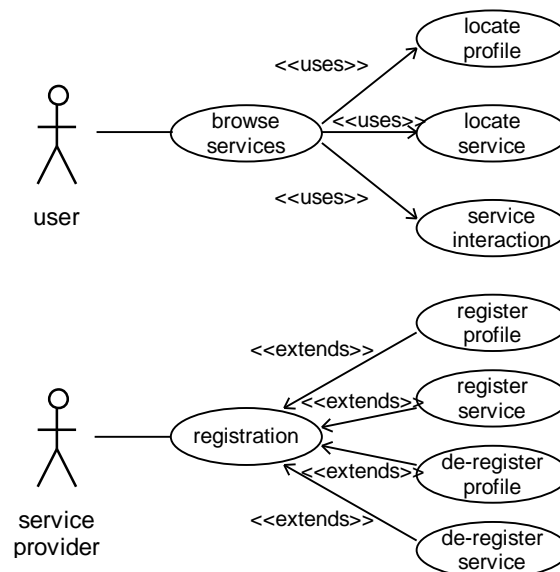 locate
profile
<<uses>>
browse
services
<<uses>>
locate
service
<<uses>>
user
service
interaction
register
profile
<<extends>>
register
service
<<extends>>
registration
de-register
profile
<<extends>>
service
provider
<<extends>>
de-register
service